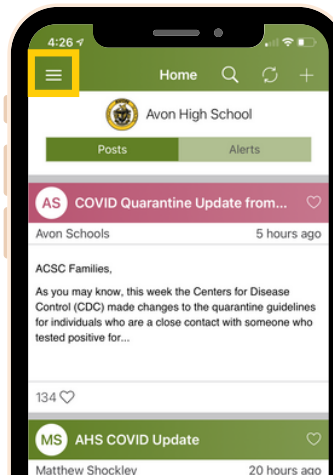 4:26
Home
Avon High School
Posts
Alerts
AS
COVID Quarantine Update from...
Avon Schools
5 hours ago
ACSC Families,
As you may know, this week the Centers for Disease
Control (CDC) made changes to the quarantine guidelines
for individuals who are a close contact with someone who
tested positive for...
134
MS
AHS COVID Update
Matthew Shockley
20 hours ago